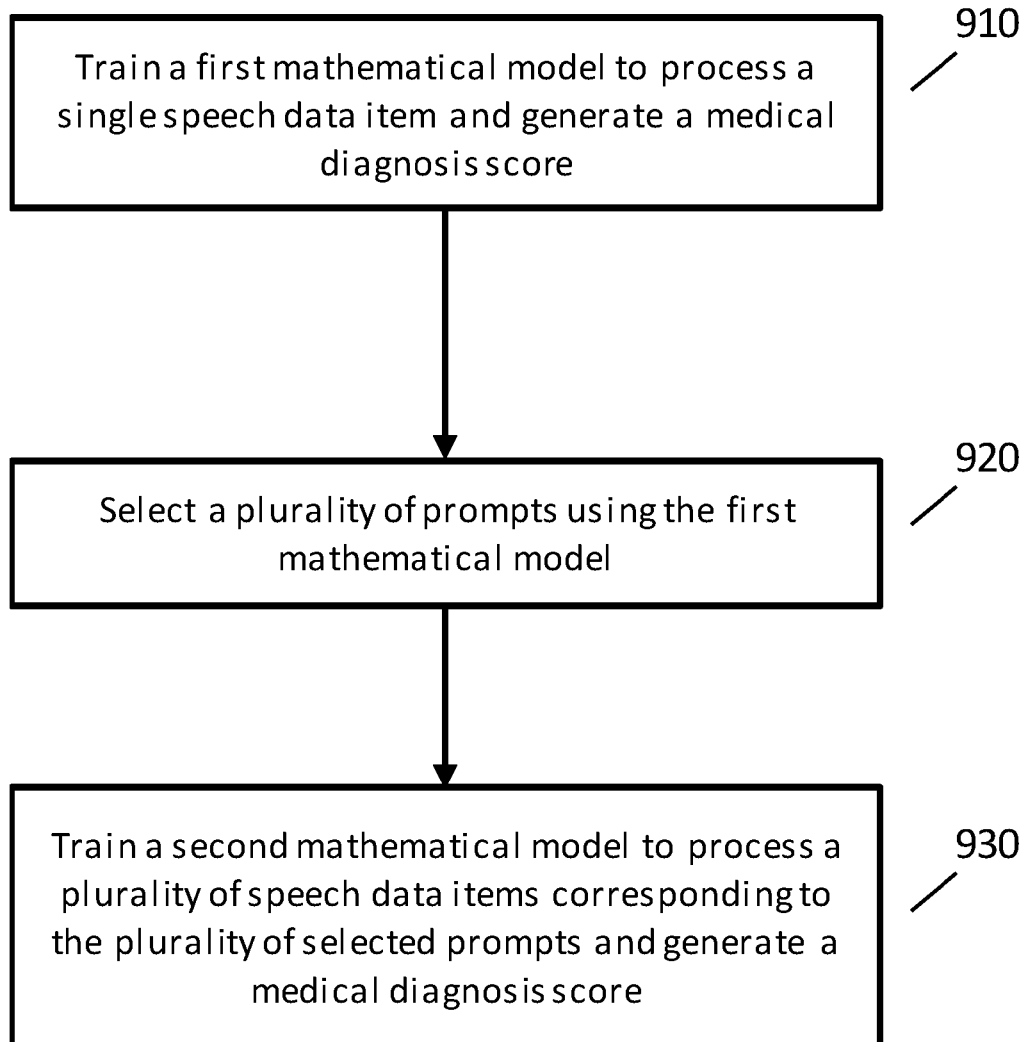 910
Train a first mathematical model to process a
single speech data item and generate a medical
diagnosis score
920
Select a plurality of prompts using the first
mathematical model
930
Train a second mathematical model to process a
plurality of speech data items corresponding to
the plurality of selected prompts and generate a
medical diagnosis score